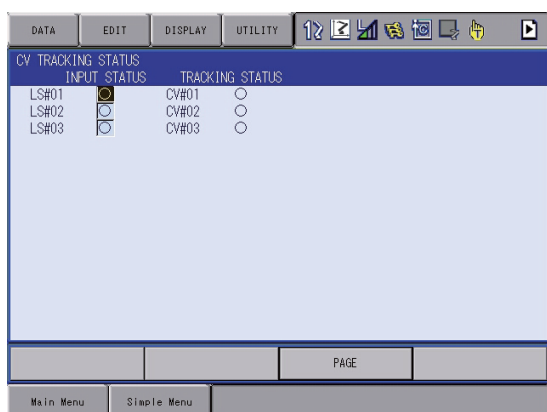 DATA EDIT DISPLAY UTILITY
CV TRACKING STATUS
INPUT STATUS TRACKING STATUS
LS#01 CV#01
LS#02 CV#02
LS#03 CV#03
PAGE
Main Menu Simple Menu